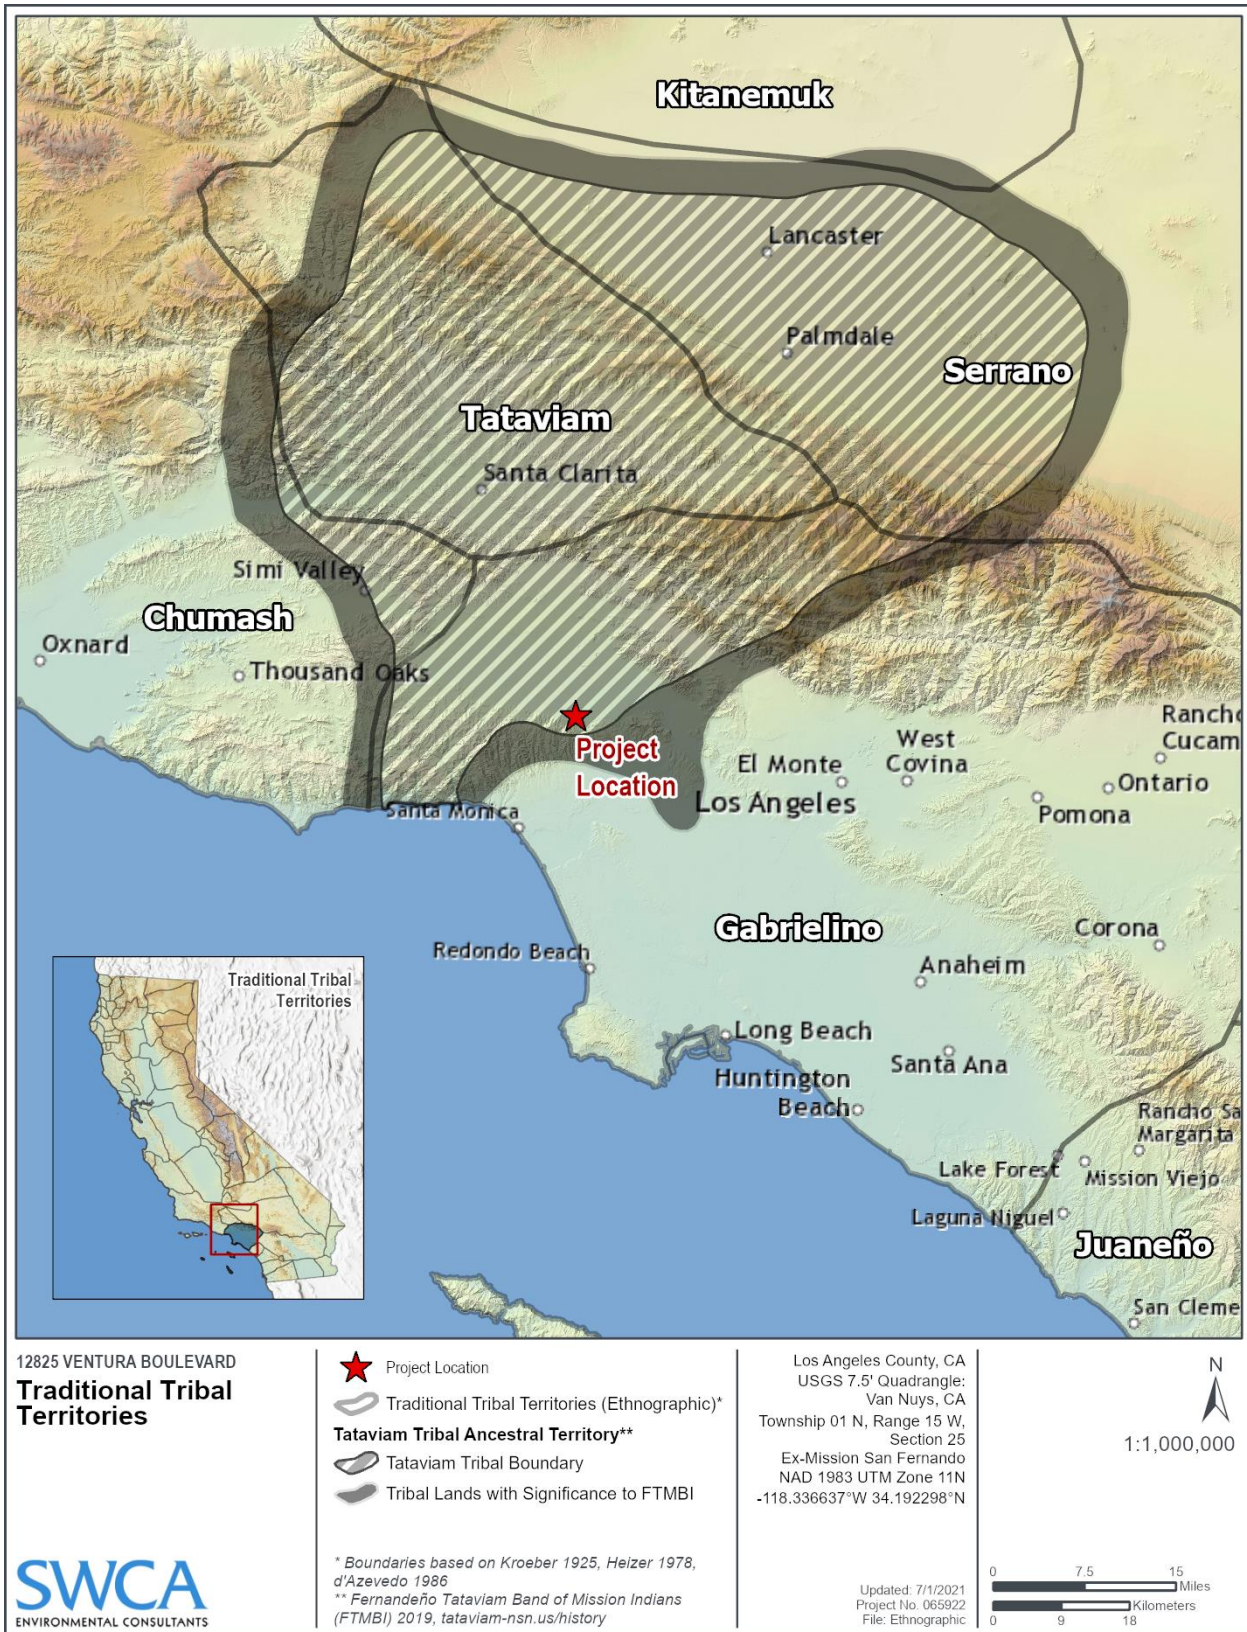 Kitanemuk
Lancaster
Palmdale
Serrano
Tataviam
Santa Clarita
Simi Valley
Chumash
Oxnard
Thousand Oaks
Project
Location
Rancho
Cucam
West
Covina
El Monte
Ontario
Los Angeles
Pomona
Santa Monica
Gabrielino
Corona
Redondo Beach
Anaheim
Traditional Tribal
Territories
Long Beach
Santa Ana
Huntington
Beach
Rancho Sa
Margarita
Lake Forest
Mission Viejo
Laguna Niguel
Juaneño
San Cleme
12825 VENTURA BOULEVARD
Traditional Tribal
Territories
SWCA
ENVIRONMENTAL CONSULTANTS
Project Location
Traditional Tribal Territories (Ethnographic)*
Tataviam Tribal Ancestral Territory**
Tataviam Tribal Boundary
Tribal Lands with Significance to FTMBI
* Boundaries based on Kroeber 1925, Heizer 1978,
d'Azevedo 1986
** Fernandeño Tataviam Band of Mission Indians
(FTMBI) 2019, tataviam-nsn.us/history
Los Angeles County, CA
USGS 7.5' Quadrangle:
Van Nuys, CA
Township 01 N, Range 15 W,
Section 25
Ex-Mission San Fernando
NAD 1983 UTM Zone 11N
-118.336637°W 34.192298°N
Updated: 7/1/2021
Project No. 065922
File: Ethnographic
N
1:1,000,000
0 7.5 15
Miles
Kilometers
0 9 18